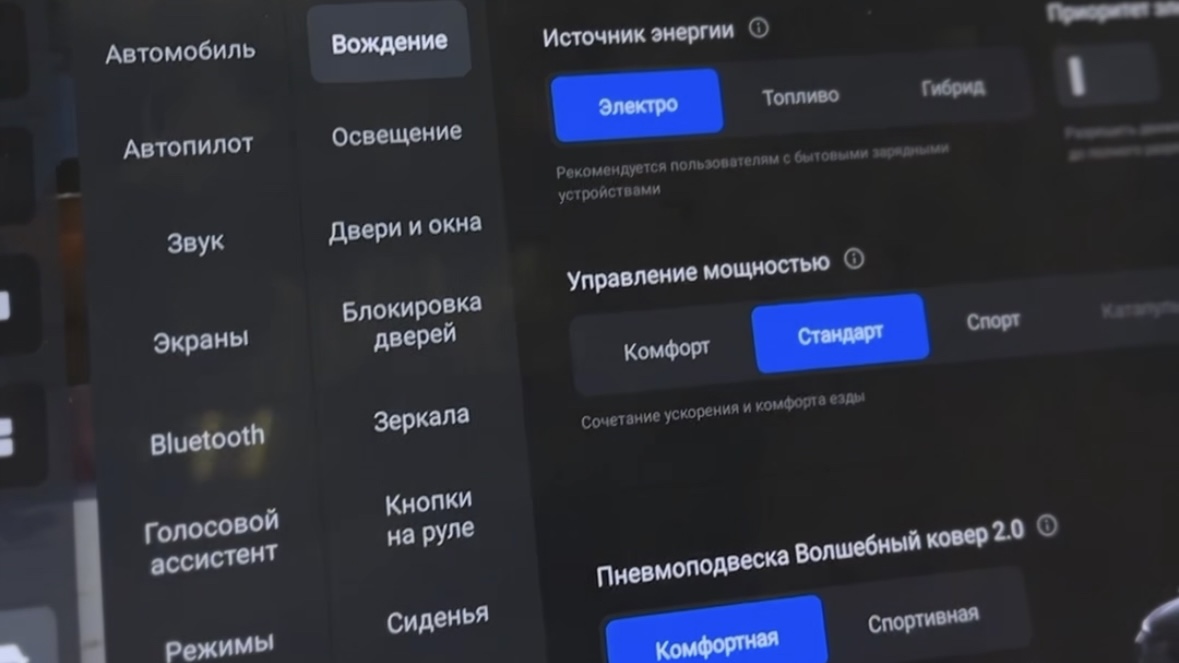 Автомобиль
Автопилот
Звук
Экраны
Bluetooth
Голосовой
ассистент
Режимы
Вождение
Освещение
Двери и окна
Блокировка
дверей
Зеркала
Кнопки
на руле
Сиденья
Источник энергии
Электро Топливо Гибрид
Рекомендуется пользователям с бытовыми зарядными
устройствами
Управление мощностью
Комфорт Стандарт Спорт
Сочетание ускорения и комфорта езды
Пневмоподвеска Волшебный ковер 2.0
Комфортная Спортивная
Приоритет